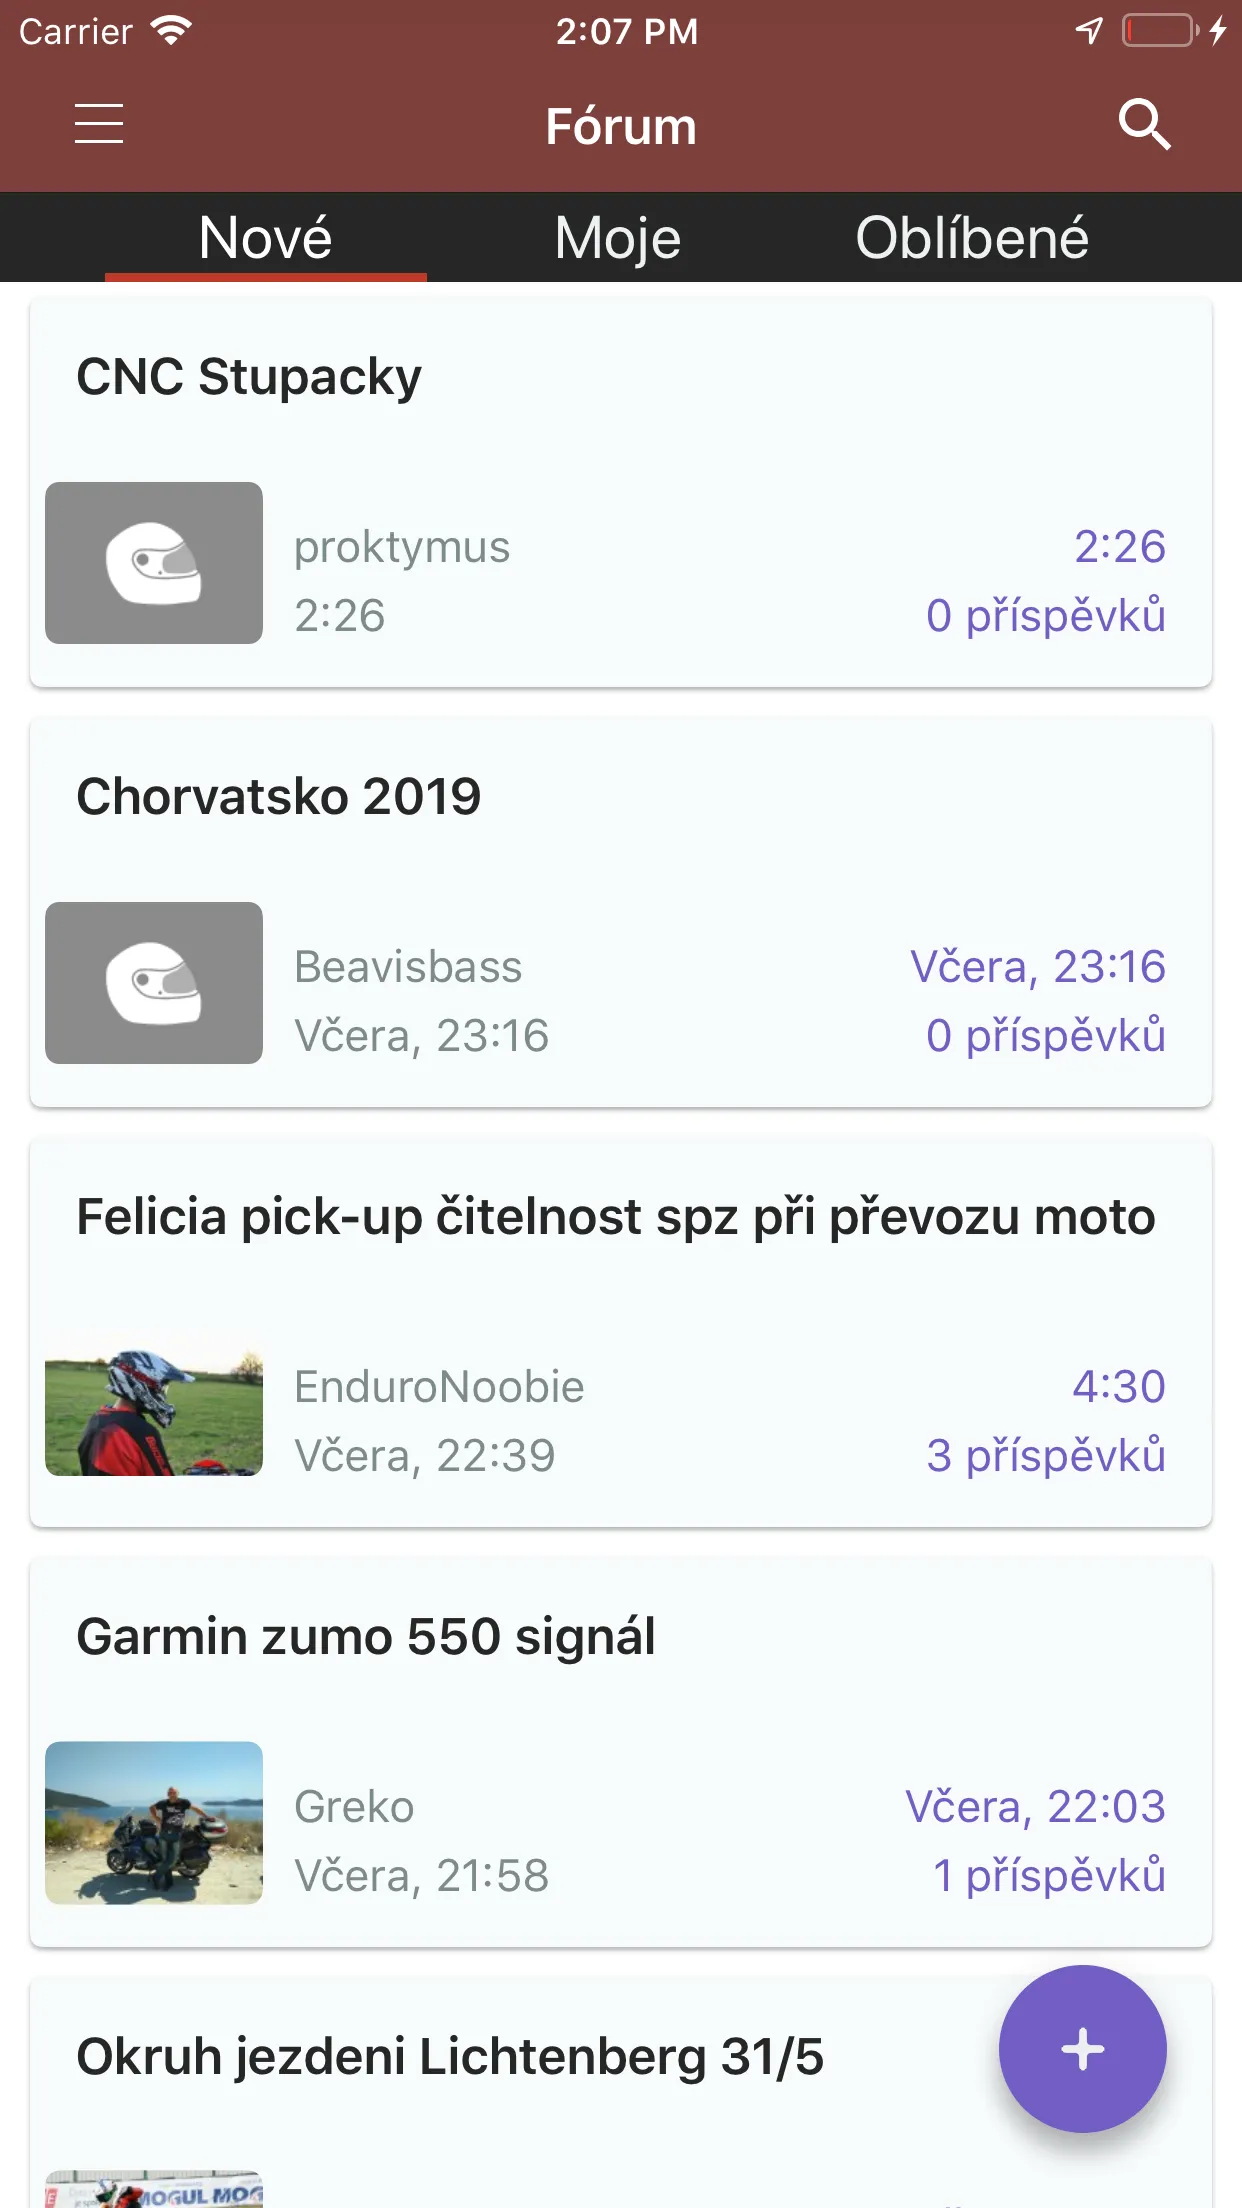 Carrier 2:07 PM
Fórum
Nové Moje Oblíbené
CNC Stupacky
proktymus 2:26
2:26 0 příspěvků
Chorvatsko 2019
Beavisbass Včera, 23:16
Včera, 23:16 0 příspěvků
Felicia pick-up čitelnost spz při převozu moto
EnduroNoobie 4:30
Včera, 22:39 3 příspěvků
Garmin zumo 550 signál
Greko Včera, 22:03
Včera, 21:58 1 příspěvků
Okruh jezdeni Lichtenberg 31/5
MOGUL